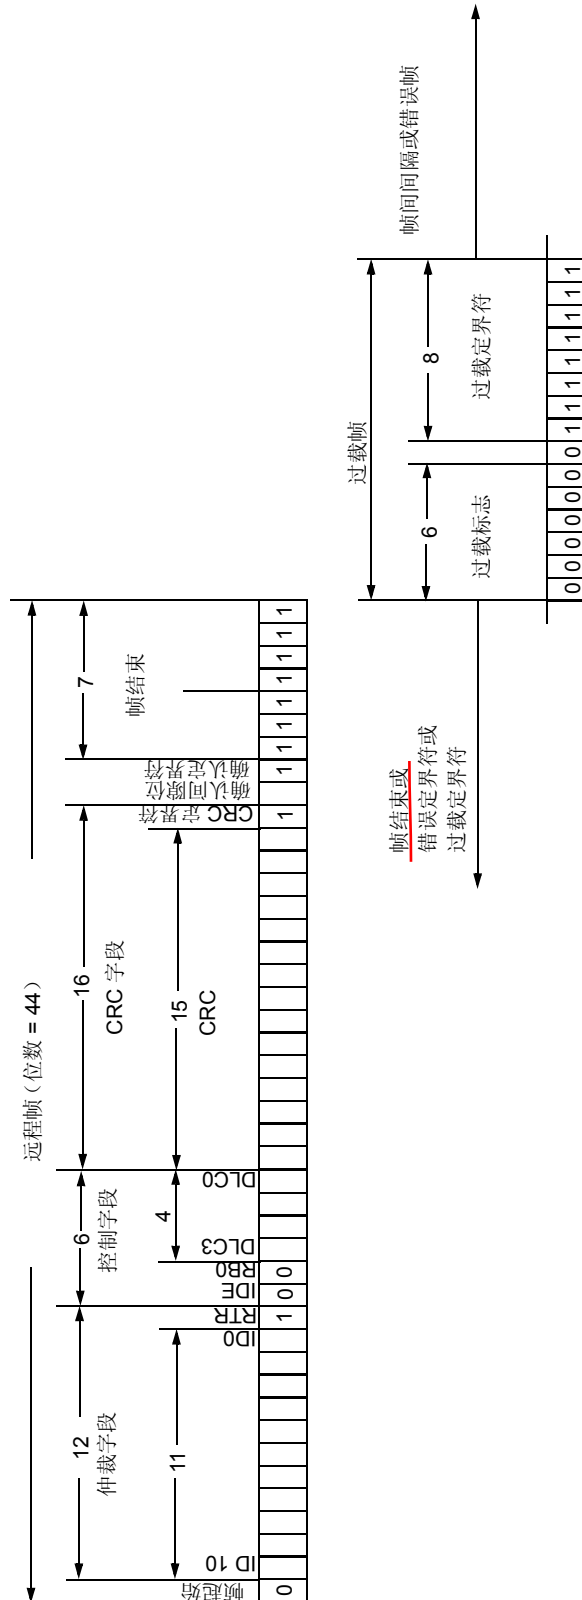 远程帧（位数 = 44）
12
仲裁字段
6
控制字段
16
CRC 字段
7
帧结束
11
4
15
CRC
帧起始
ID 10
ID0
RTR
IDE
RB0
DLC3
DLC0
CRC 定界符
确认间隙位
确认定界符
0 1 0 0 1 1 1 1 1 1 1 1 1
过载帧
帧结束或
错误定界符或
过载定界符
6
过载标志
8
过载定界符
帧间间隔或错误帧
0 0 0 0 0 0 0 1 1 1 1 1 1 1 1